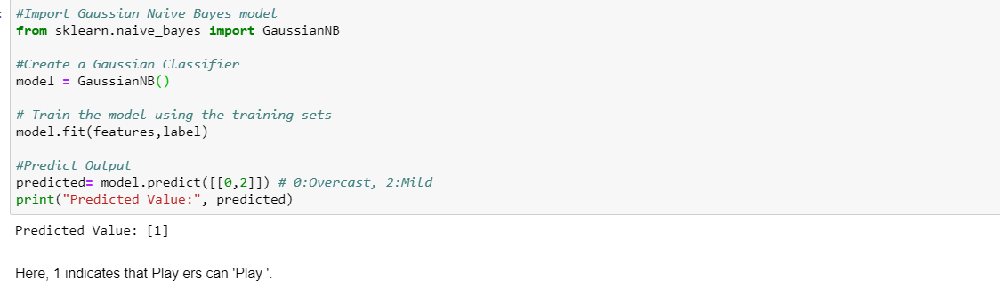 :
#Import Gaussian Naive Bayes model
from sklearn.naive_bayes import GaussianNB
#Create a Gaussian Classifier
model = GaussianNB()
# Train the model using the training sets
model.fit(features,label)
#Predict Output
predicted= model.predict([[0,2]]) # 0:Overcast, 2:Mild
print("Predicted Value:", predicted)
Predicted Value: [1]
Here, 1 indicates that Play ers can 'Play '.